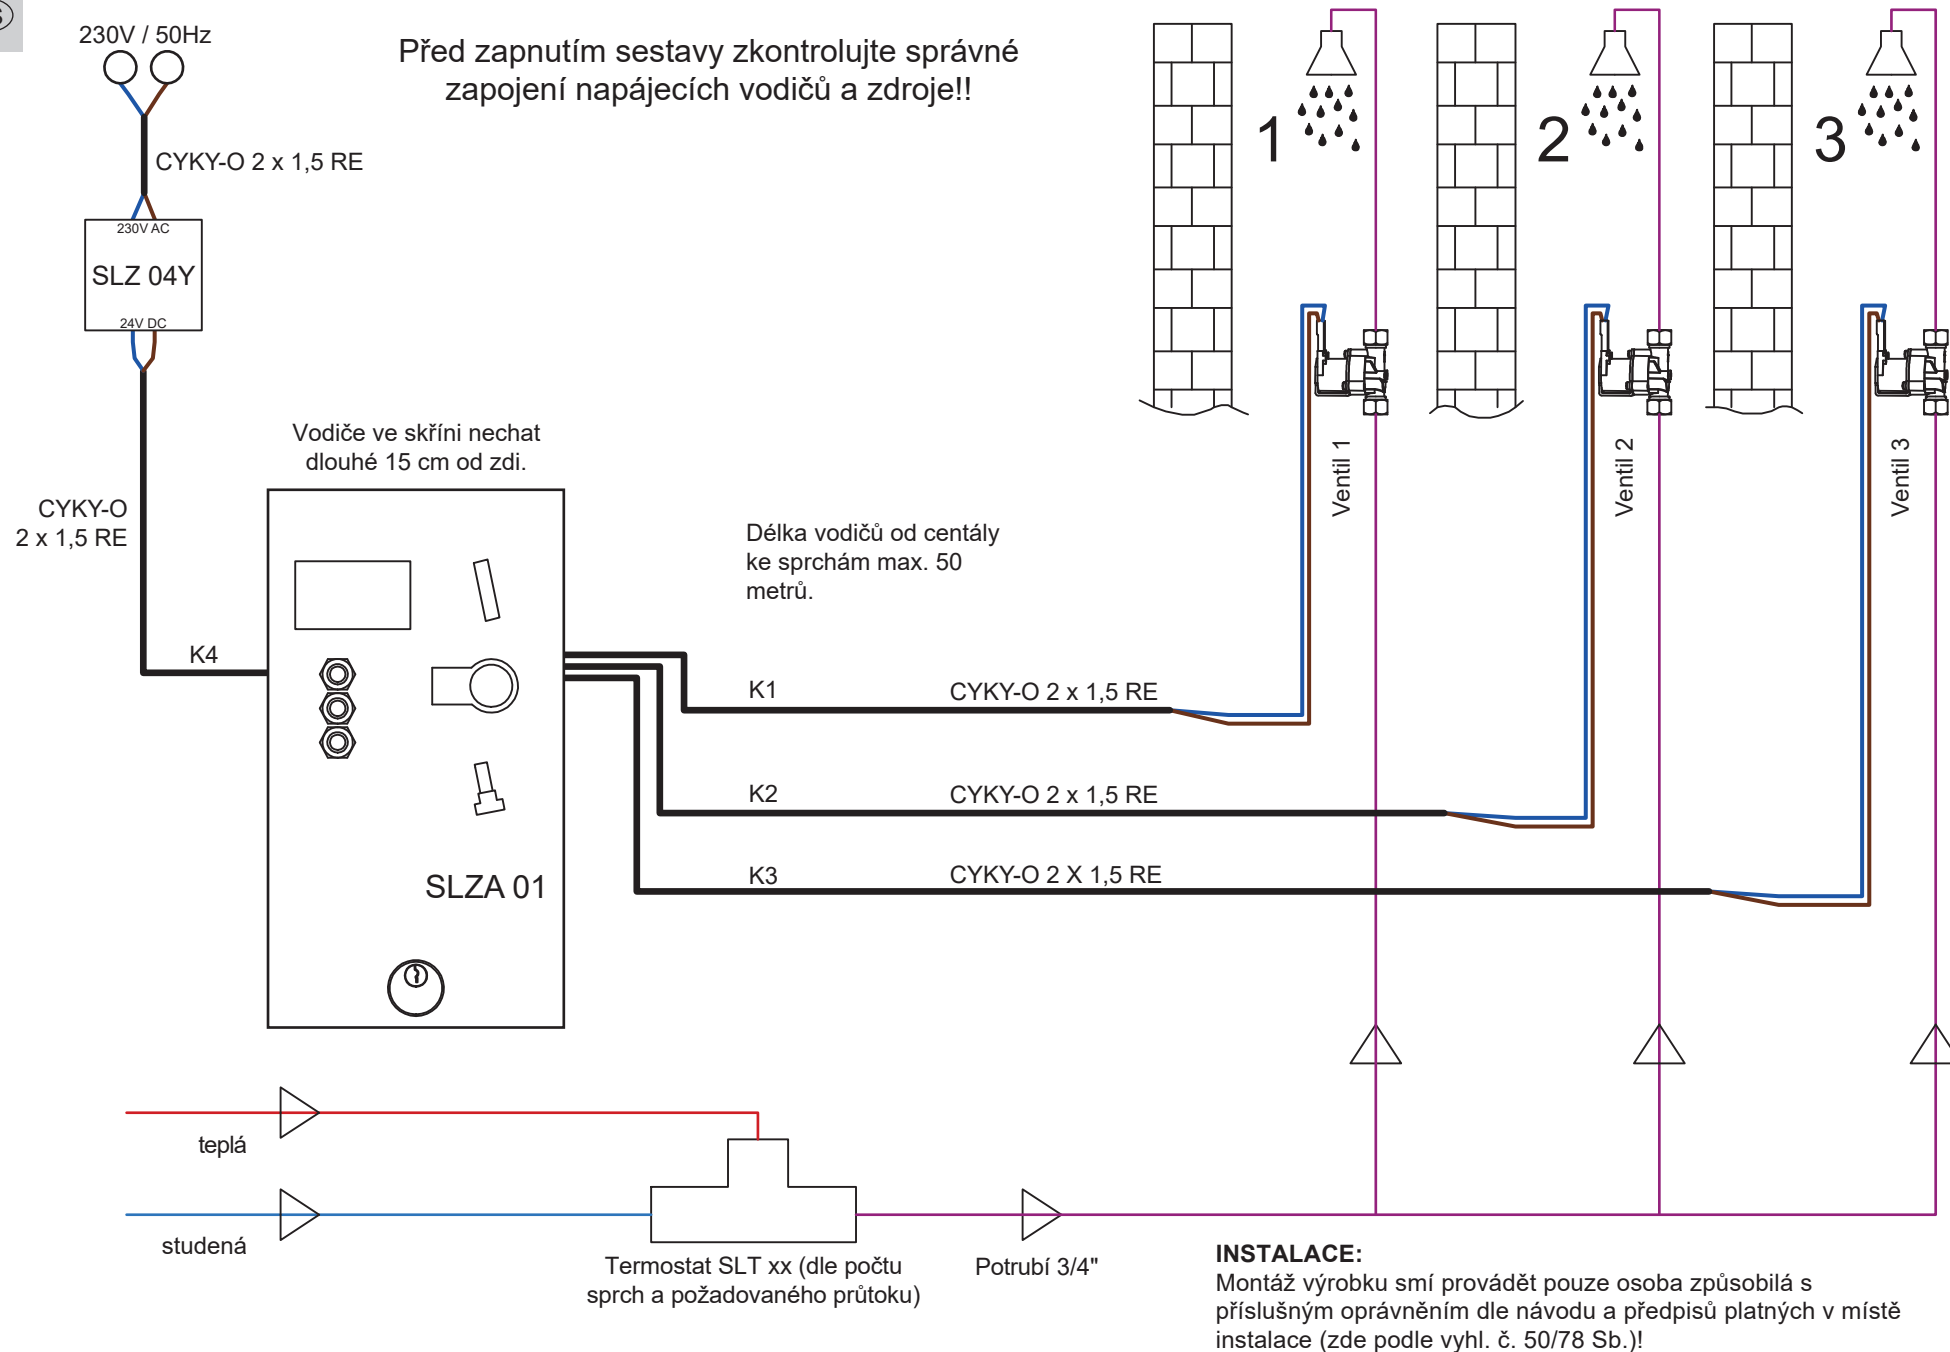 230V / 50Hz
Před zapnutím sestavy zkontrolujte správné
zapojení napájecích vodičů a zdroje!!
1
2
3
CYKY-O 2 x 1,5 RE
230V AC
SLZ 04Y
24V DC
Vodiče ve skříni nechat
dlouhé 15 cm od zdi.
Ventil 1
Ventil 2
Ventil 3
CYKY-O
2 x 1,5 RE
Délka vodičů od centály
ke sprchám max. 50
metrů.
K4
K1
CYKY-O 2 x 1,5 RE
K2
CYKY-O 2 x 1,5 RE
K3
CYKY-O 2 X 1,5 RE
SLZA 01
teplá
studená
Termostat SLT xx (dle počtu
sprch a požadovaného průtoku)
Potrubí 3/4"
INSTALACE:
Montáž výrobku smí provádět pouze osoba způsobilá s
příslušným oprávněním dle návodu a předpisů platných v místě
instalace (zde podle vyhl. č. 50/78 Sb.)!